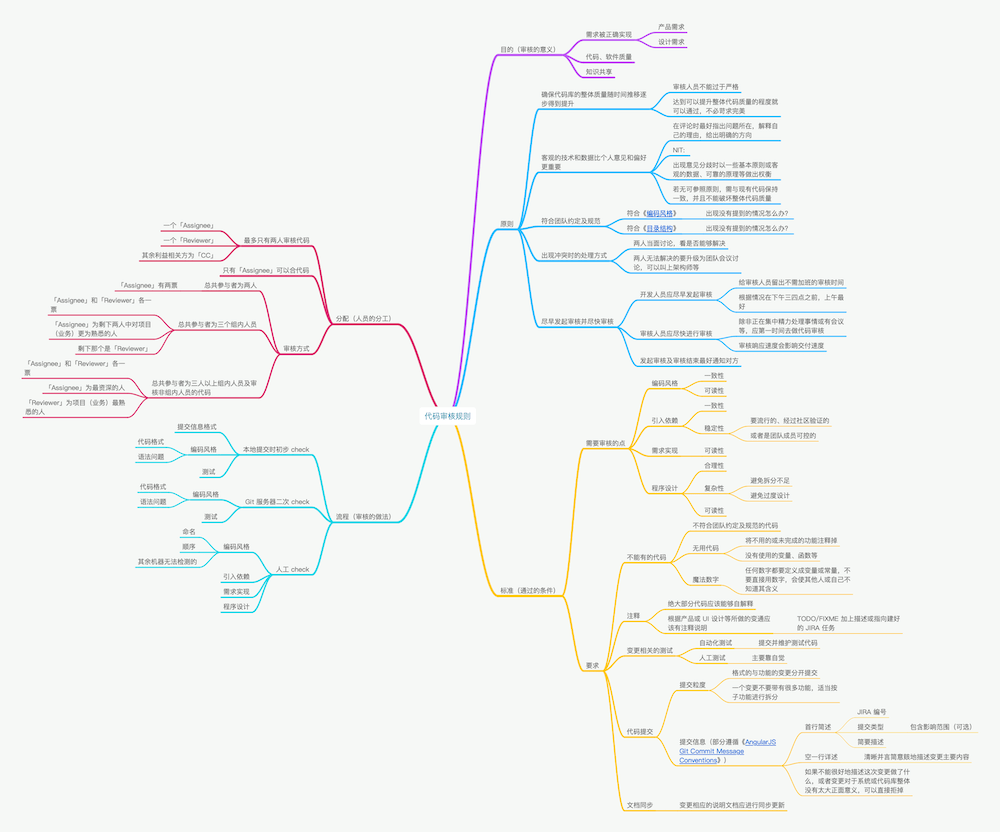 代码审核规则
目的（审核的意义）
需求被正确实现
产品需求
设计需求
代码、软件质量
知识共享
原则
确保代码库的整体质量随时间推移逐
步得到提升
审核人员不能过于严格
达到可以提升整体代码质量的程度就
可以通过，不必苛求完美
客观的技术和数据比个人意见和偏好
更重要
在评论时最好指出问题所在，解释自
己的理由，给出明确的方向
NIT:
出现意见分歧时以一些基本原则或客
观的数据、可靠的原理等做出权衡
若无可参照原则，需与现有代码保持
一致，并且不能破坏整体代码质量
符合团队约定及规范
符合《编码风格》
出现没有提到的情况怎么办?
符合《目录结构》
出现没有提到的情况怎么办?
出现冲突时的处理方式
两人当面讨论，看是否能够解决
两人无法解决的要升级为团队会议讨
论，可以叫上架构师等
尽早发起审核并尽快审核
开发人员应尽早发起审核
给审核人员留出不需加班的审核时间
根据情况在下午三四点之前，上午最
好
审核人员应尽快进行审核
除非正在集中精力处理事情或有会议
等，应第一时间去做代码审核
审核响应速度会影响交付速度
发起审核及审核结束最好通知对方
标准（通过的条件）
需要审核的点
编码风格
一致性
可读性
引入依赖
一致性
稳定性
要流行的、经过社区验证的
或者是团队成员可控的
需求实现
可读性
程序设计
合理性
复杂性
避免拆分不足
避免过度设计
可读性
要求
不能有的代码
不符合团队约定及规范的代码
无用代码
将不用的或未完成的功能注释掉
没有使用的变量、函数等
魔法数字
任何数字都要定义成变量或常量，不
要直接用数字，会使其他人或自己不
知道其含义
注释
绝大部分代码应该能够自解释
根据产品或 UI 设计等所做的变通应
该有注释说明
TODO/FIXME 加上描述或指向建好
的 JIRA 任务
变更相关的测试
自动化测试
提交并维护测试代码
人工测试
主要靠自觉
代码提交
提交粒度
格式的与功能的变更分开提交
一个变更不要带有很多功能，适当按
子功能进行拆分
提交信息（部分遵循《AngularJS
Git Commit Message
Conventions》）
首行简述
JIRA 编号
提交类型
包含影响范围（可选）
简要描述
空一行详述
清晰并言简意赅地描述变更主要内容
如果不能很好地描述这次变更做了什
么，或者变更对于系统或代码库整体
没有太大正面意义，可以直接拒掉
文档同步
变更相应的说明文档应进行同步更新
分配（人员的分工）
最多只有两人审核代码
一个「Assignee」
一个「Reviewer」
其余利益相关方为「CC」
只有「Assignee」可以合代码
审核方式
总共参与者为两人
「Assignee」有两票
总共参与者为三个组内人员
「Assignee」和「Reviewer」各一
票
「Assignee」为剩下两人中对项目
（业务）更为熟悉的人
剩下那个是「Reviewer」
总共参与者为三人以上组内人员及审
核非组内人员的代码
「Assignee」和「Reviewer」各一
票
「Assignee」为最资深的人
「Reviewer」为项目（业务）最熟
悉的人
流程（审核的做法）
本地提交时初步 check
提交信息格式
编码风格
代码格式
语法问题
测试
Git 服务器二次 check
编码风格
代码格式
语法问题
测试
人工 check
编码风格
命名
顺序
其余机器无法检测的
引入依赖
需求实现
程序设计